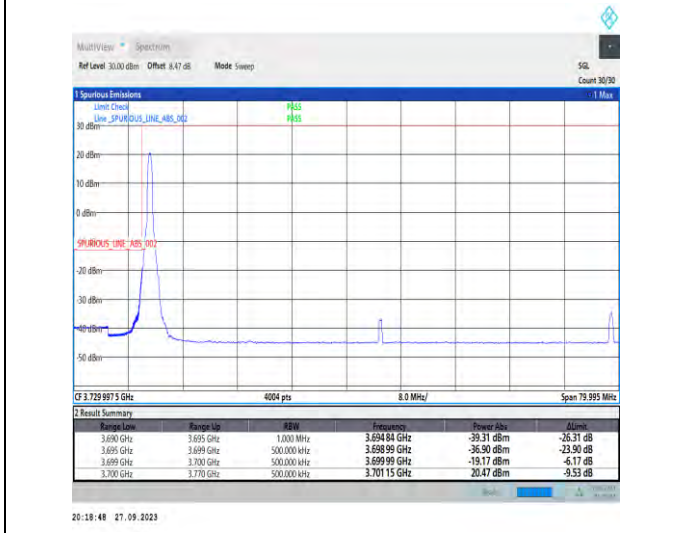 MultiView Spectrum
Ref Level 30.00 dBm Offset 8.47 dB Mode Sweep SGL
Count 30/30
1 Spurious Emissions 1 Max
Limit Check PASS
Line _SPURIOUS_LINE_ABS_002 PASS
30 dBm
20 dBm
10 dBm
0 dBm
SPURIOUS_LINE_ABS_002
-20 dBm
-30 dBm
-40 dBm
-50 dBm
CF 3.729 997 5 GHz 4004 pts 8.0 MHz/ Span 79.995 MHz
2 Result Summary
Range Low Range Up RBW Frequency Power Abs ΔLimit
3.690 GHz 3.695 GHz 1.000 MHz 3.694 84 GHz -39.31 dBm -26.31 dB
3.695 GHz 3.699 GHz 500.000 kHz 3.698 99 GHz -36.90 dBm -23.90 dB
3.699 GHz 3.700 GHz 500.000 kHz 3.699 99 GHz -19.17 dBm -6.17 dB
3.700 GHz 3.770 GHz 500.000 kHz 3.701 15 GHz 20.47 dBm -9.53 dB
20:18:48 27.09.2023